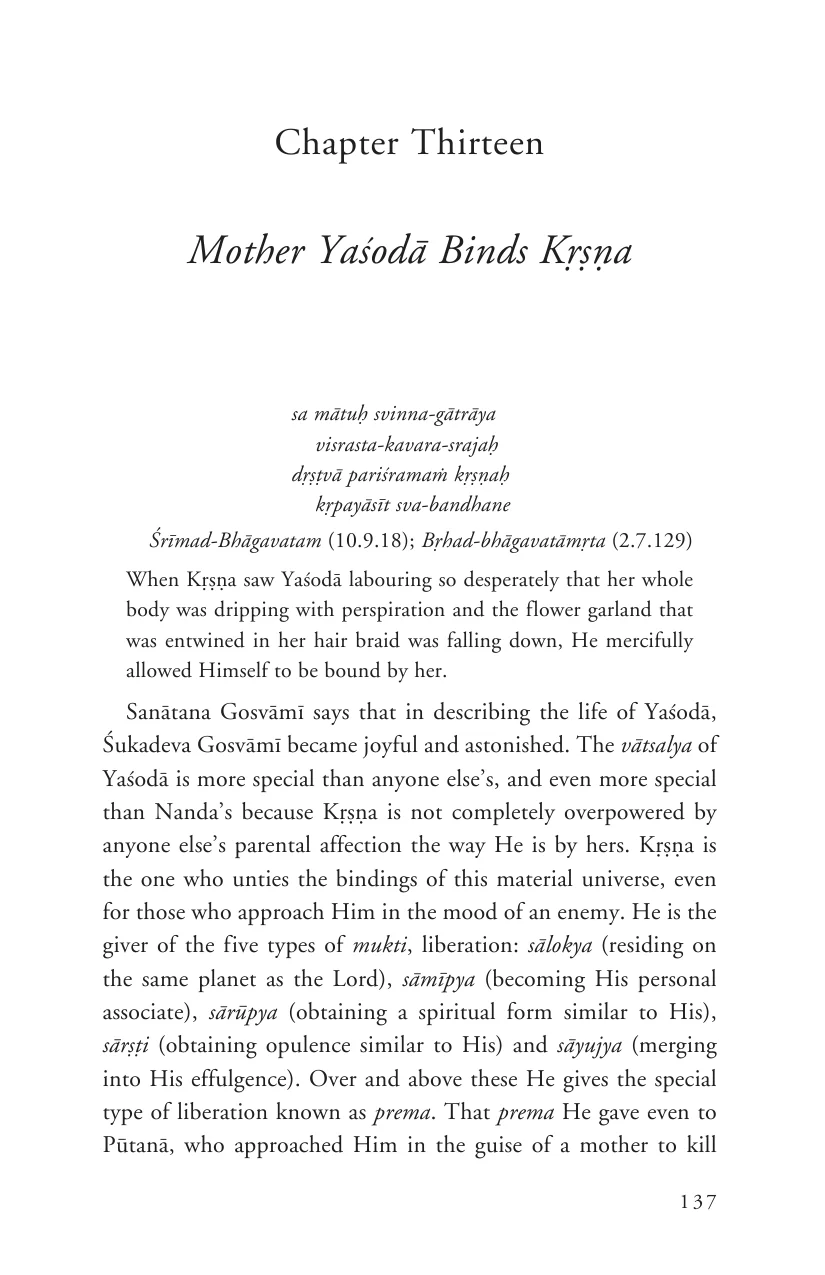 Chapter Thirteen
Mother Yaśodā Binds Kṛṣṇa
sa mātuḥ svinna-gātrāya
visrasta-kavara-srajaḥ
dṛṣṭvā pariśramaṁ kṛṣṇaḥ
kṛpayāsīt sva-bandhane
Śrīmad-Bhāgavatam (10.9.18); Bṛhad-bhāgavatāmṛta (2.7.129)
When Kṛṣṇa saw Yaśodā labouring so desperately that her whole
body was dripping with perspiration and the flower garland that
was entwined in her hair braid was falling down, He mercifully
allowed Himself to be bound by her.
Sanātana Gosvāmī says that in describing the life of Yaśodā,
Śukadeva Gosvāmī became joyful and astonished. The vātsalya of
Yaśodā is more special than anyone else’s, and even more special
than Nanda’s because Kṛṣṇa is not completely overpowered by
anyone else’s parental affection the way He is by hers. Kṛṣṇa is
the one who unties the bindings of this material universe, even
for those who approach Him in the mood of an enemy. He is the
giver of the five types of mukti, liberation: sālokya (residing on
the same planet as the Lord), sāmīpya (becoming His personal
associate), sārūpya (obtaining a spiritual form similar to His),
sārṣṭi (obtaining opulence similar to His) and sāyujya (merging
into His effulgence). Over and above these He gives the special
type of liberation known as prema. That prema He gave even to
Pūtanā, who approached Him in the guise of a mother to kill
137